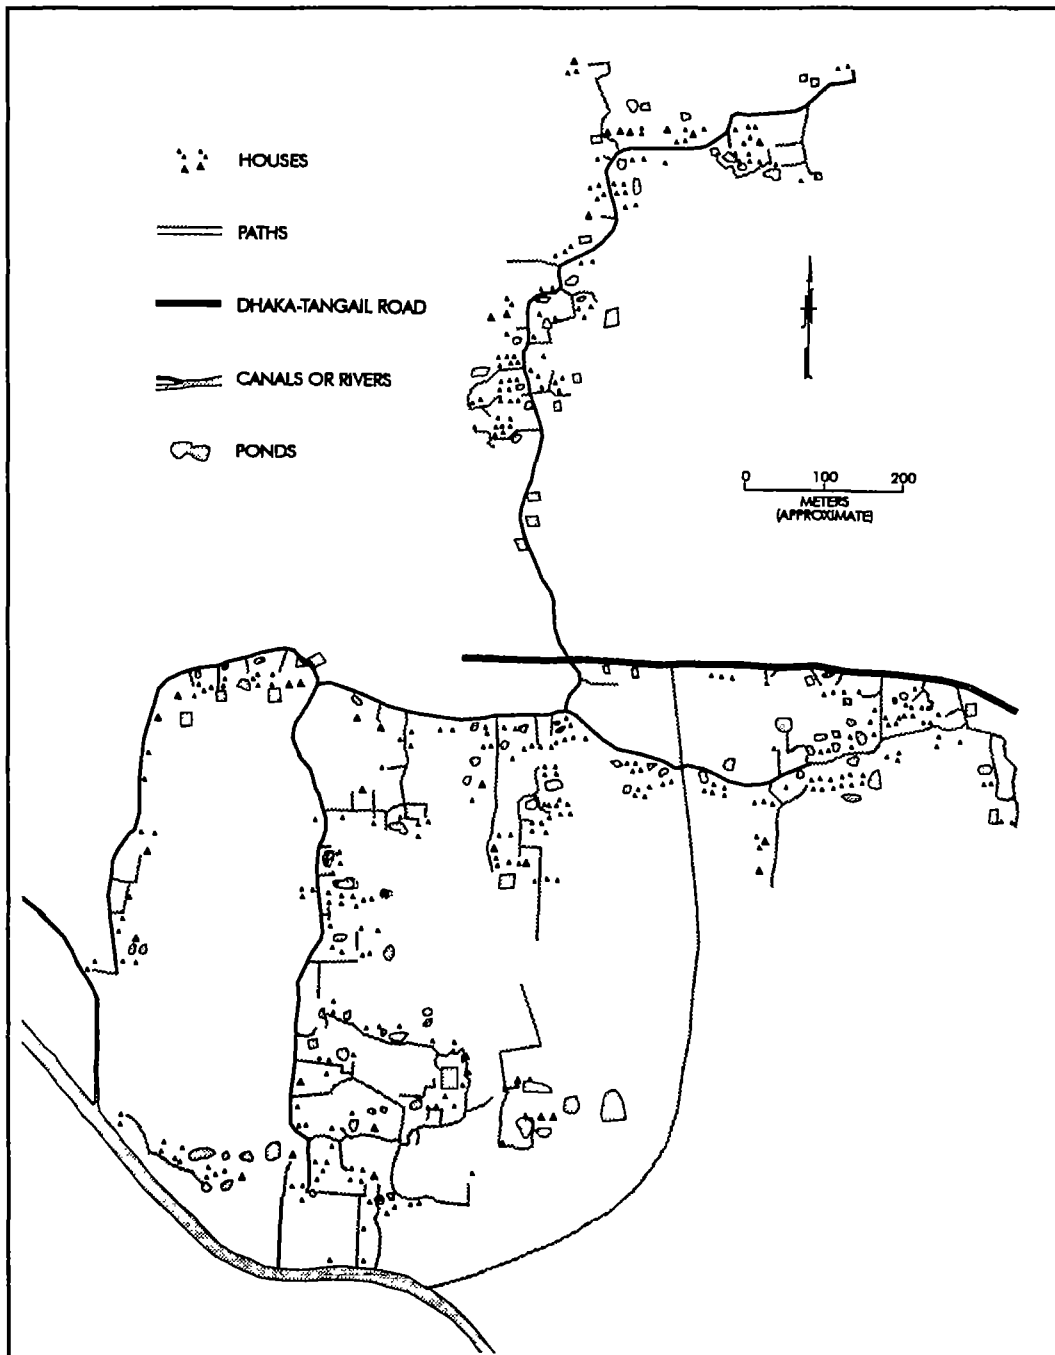 HOUSES
PATHS
DHAKA-TANGAIL ROAD
CANALS OR RIVERS
PONDS
0 100 200
METERS
(APPROXIMATE)